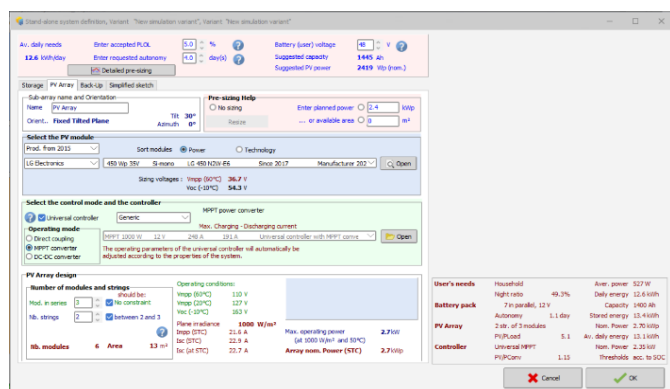 Stand-alone system definition, Variant "New simulation variant", Variant "New simulation variant"
Av. daily needs Enter accepted PLOL 5.0 % ? Battery (user) voltage 48 V ?
12.6 kWh/day Enter requested autonomy 4.0 day(s) ? Suggested capacity 1445 Ah
Detailed pre-sizing Suggested PV power 2419 Wp (nom.)
Storage PV Array Back-Up Simplified sketch
Sub-array name and Orientation
Name PV Array
Orient.. Fixed Tilted Plane Tilt 30°
Azimuth 0°
Pre-sizing Help
No sizing Enter planned power 2.4 kWp
Resize ... or available area 0 m²
Select the PV module
Prod. from 2015 Sort modules Power Technology
LG Electronics 450 Wp 35V Si-mono LG 450 N2W-E6 Since 2017 Manufacturer 202 Open
Sizing voltages : Vmpp (60°C) 36.7 V
Voc (-10°C) 54.3 V
Select the control mode and the controller
? Universal controller Generic MPPT power converter
Operating mode
Direct coupling
MPPT converter
DC-DC converter
Max. Charging - Discharging current
MPPT 1000 W 12 V 248 A 191 A Universal controller with MPPT conve Open
The operating parameters of the universal controller will automatically be
adjusted according to the properties of the system.
PV Array design
Number of modules and strings
should be:
Mod. in series 3 No constraint
Nb. strings 2 between 2 and 3
?
Nb. modules 6 Area 13 m²
Operating conditions:
Vmpp (60°C) 110 V
Vmpp (20°C) 127 V
Voc (-10°C) 163 V
Plane irradiance 1000 W/m²
Impp (STC) 21.6 A Max. operating power 2.7 kW
Isc (STC) 22.9 A (at 1000 W/m² and 50°C)
Isc (at STC) 22.7 A Array nom. Power (STC) 2.7 kWp
User's needs Household Aver. power 527 W
Night ratio 49.3% Daily energy 12.6 kWh
Battery pack 7 in parallel, 12 V Capacity 1400 Ah
Autonomy 1.1 day Stored energy 13.4 kWh
PV Array 2 str. of 3 modules Nom. Power 2.70 kWp
PV/PLoad 5.1 Av. daily energy 13.1 kWh
Controller Universal MPPT Nom. Power 2.35 kW
PV/PConv 1.15 Thresholds acc. to SOC
Cancel OK